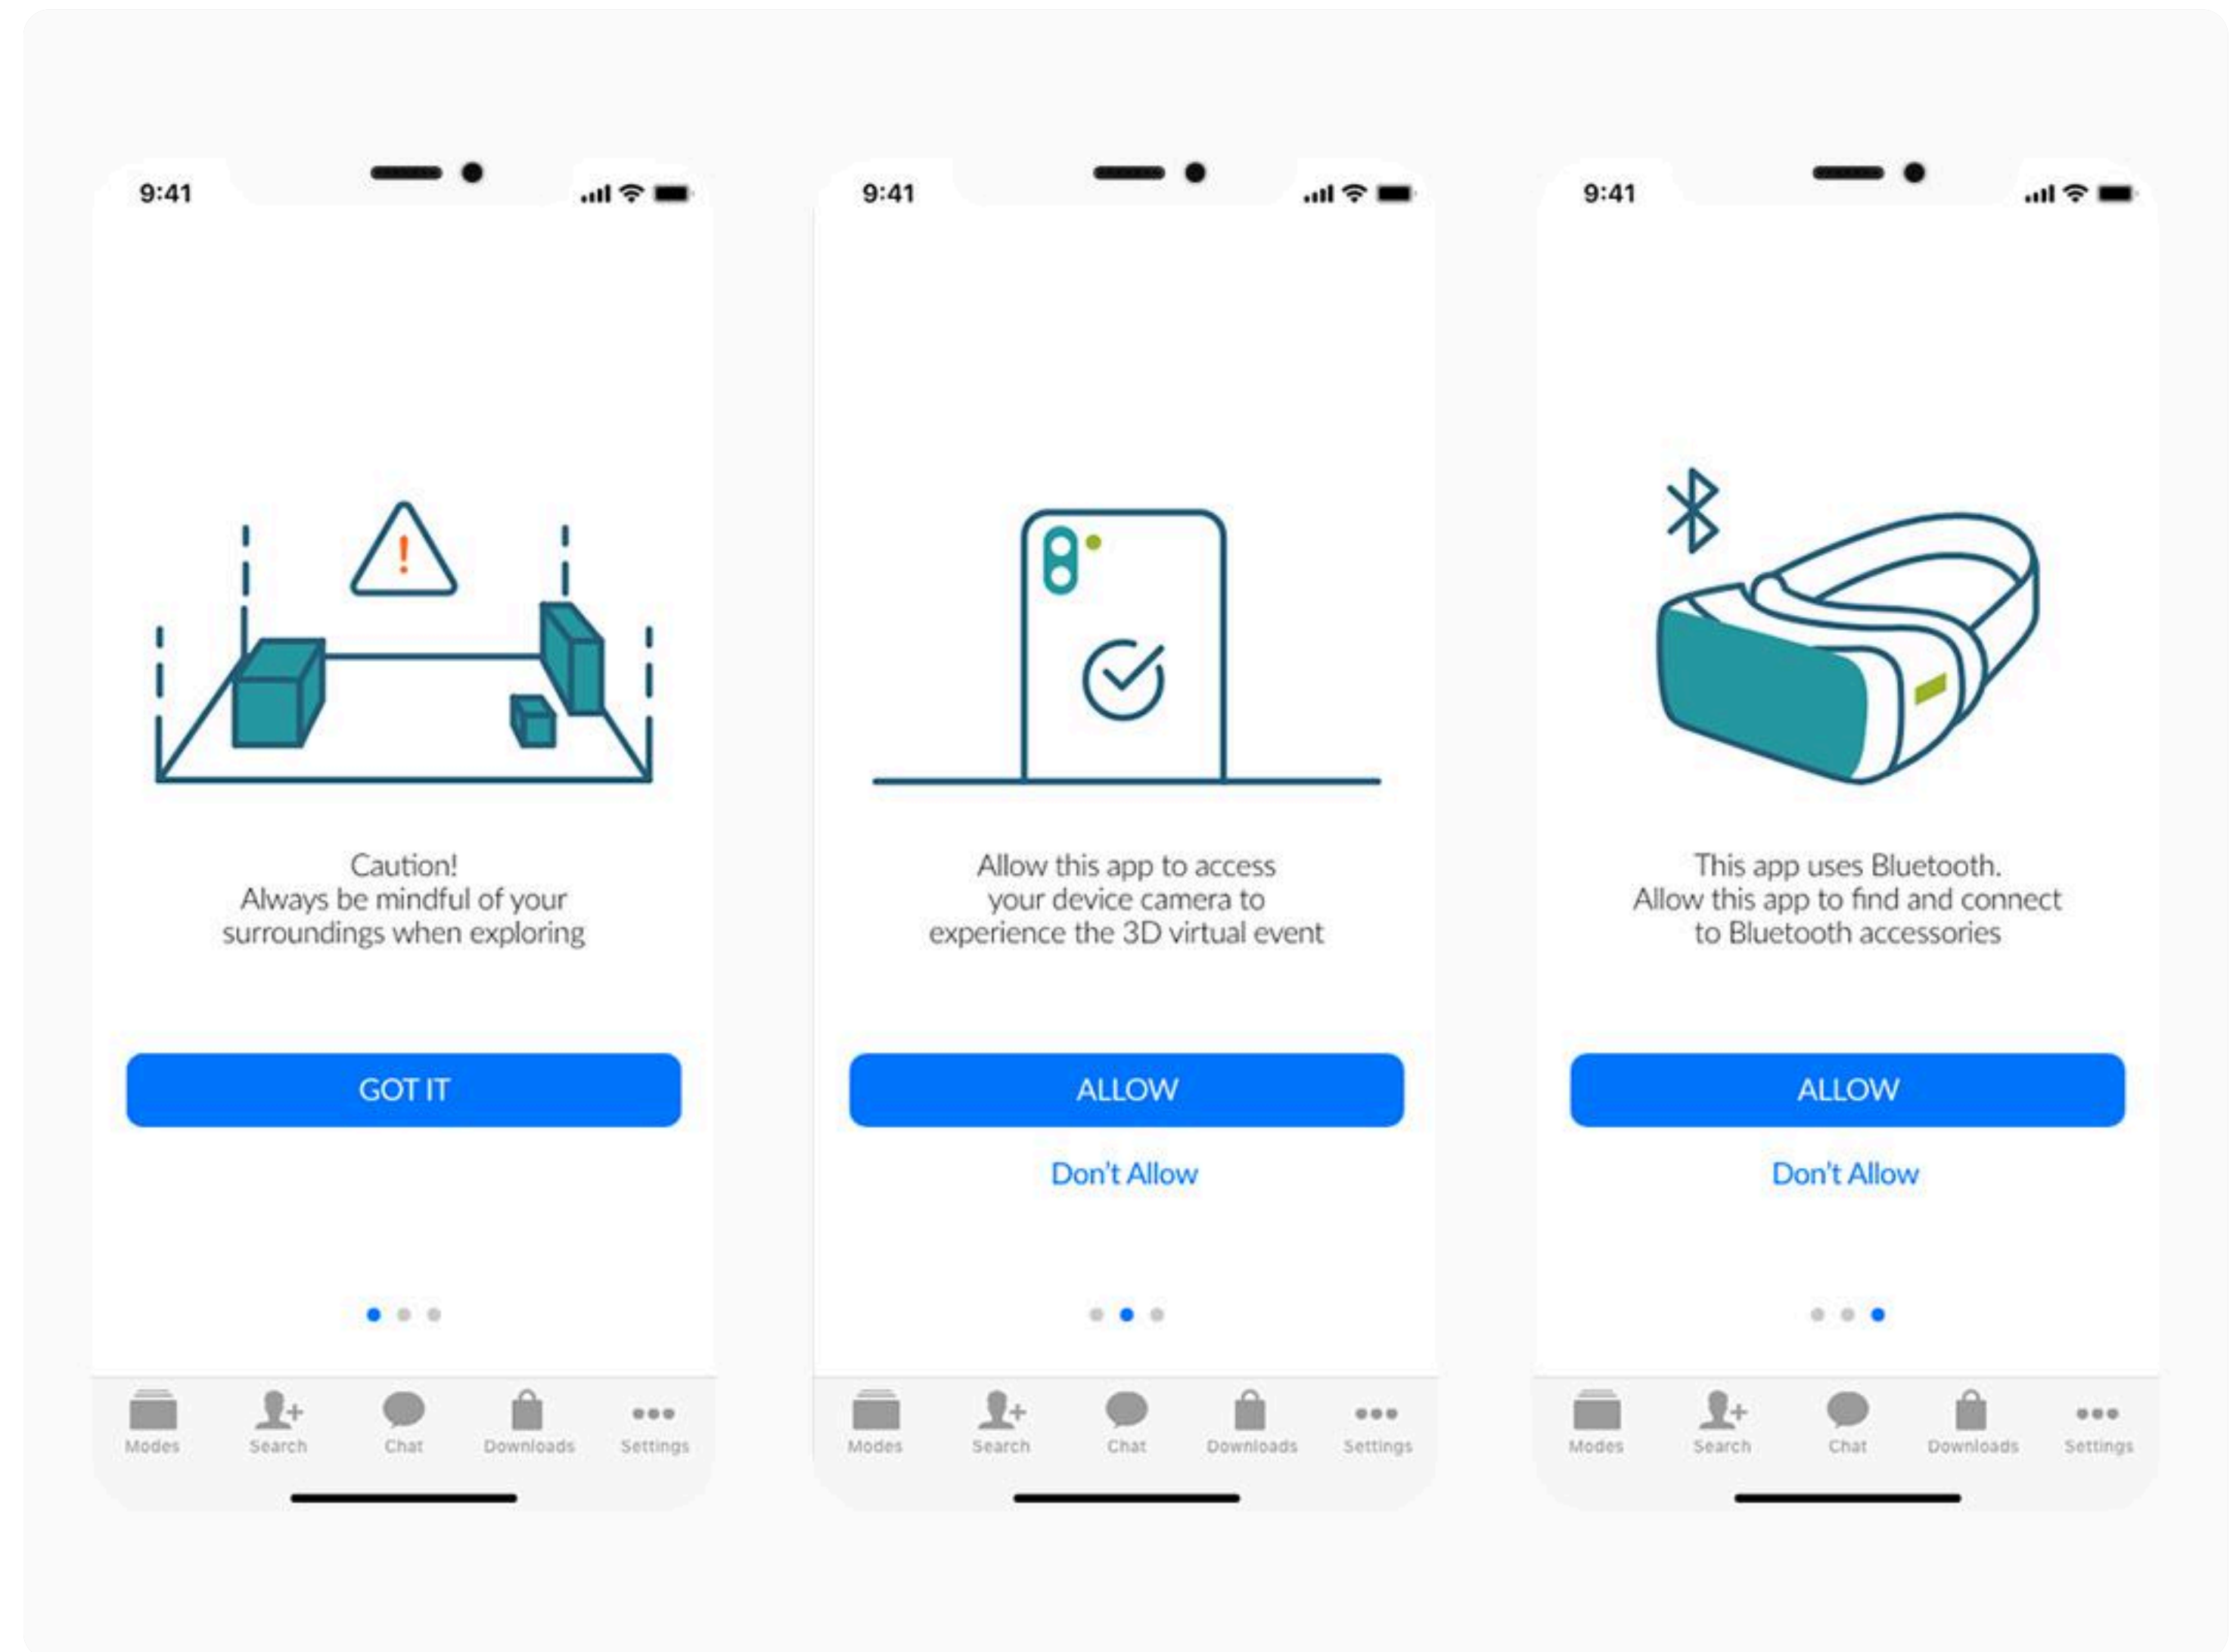 9:41
Caution!
Always be mindful of your
surroundings when exploring
GOT IT
Modes
Search
Chat
Downloads
Settings
9:41
Allow this app to access
your device camera to
experience the 3D virtual event
ALLOW
Don't Allow
Modes
Search
Chat
Downloads
Settings
9:41
This app uses Bluetooth.
Allow this app to find and connect
to Bluetooth accessories
ALLOW
Don't Allow
Modes
Search
Chat
Downloads
Settings